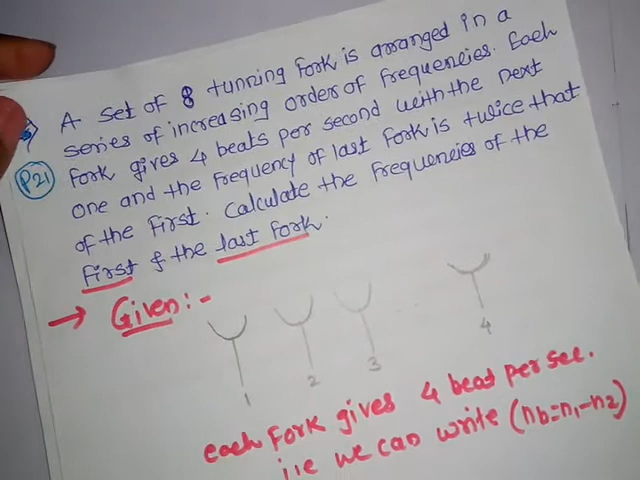 A set of 8 tunning fork is arranged in a
series of increasing order of frequencies. Each
P21 fork gives 4 beats per second with the next
one and the frequency of last fork is twice that
of the first. Calculate the frequencies of the
first & the last fork.
→ Given:-
1 2 3 4
each fork gives 4 beat per sec.
i.e we can write (nb=n1-n2)